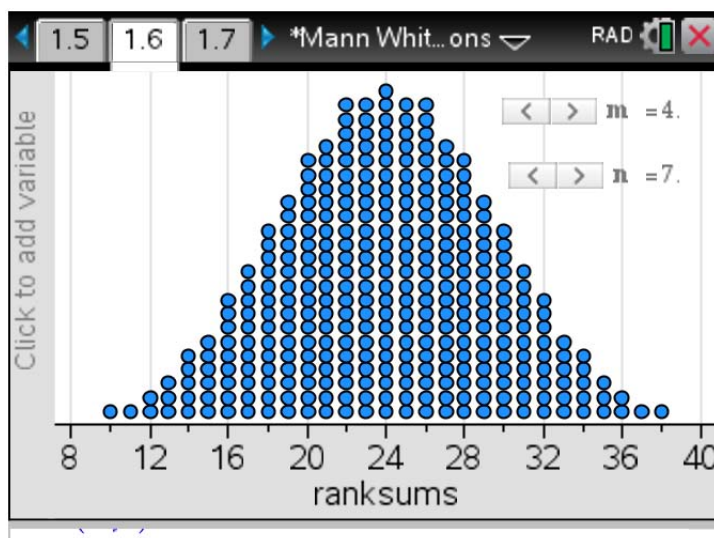 1.5 1.6 1.7 *Mann Whit...ons RAD
m =4.
n =7.
Click to add variable
8 12 16 20 24 28 32 36 40
ranksums